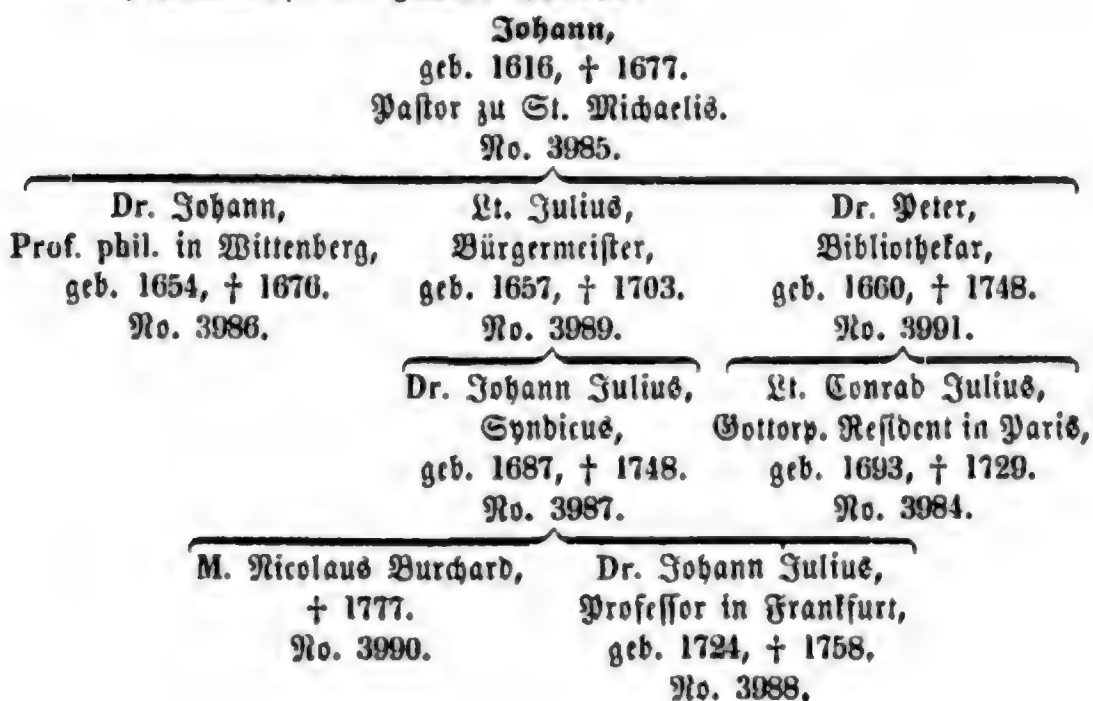 Johann,
geb. 1616, † 1677.
Pastor zu St. Michaelis.
No. 3985.
Dr. Johann,
Prof. phil. in Wittenberg,
geb. 1654, † 1676.
No. 3986.
Lt. Julius,
Bürgermeister,
geb. 1657, † 1703.
No. 3989.
Dr. Peter,
Bibliothekar,
geb. 1660, † 1748.
No. 3991.
Dr. Johann Julius,
Syndicus,
geb. 1687, † 1748.
No. 3987.
Lt. Conrad Julius,
Gottorp. Resident in Paris,
geb. 1693, † 1729.
No. 3984.
M. Nicolaus Burchard,
† 1777.
No. 3990.
Dr. Johann Julius,
Professor in Frankfurt,
geb. 1724, † 1758.
No. 3988.